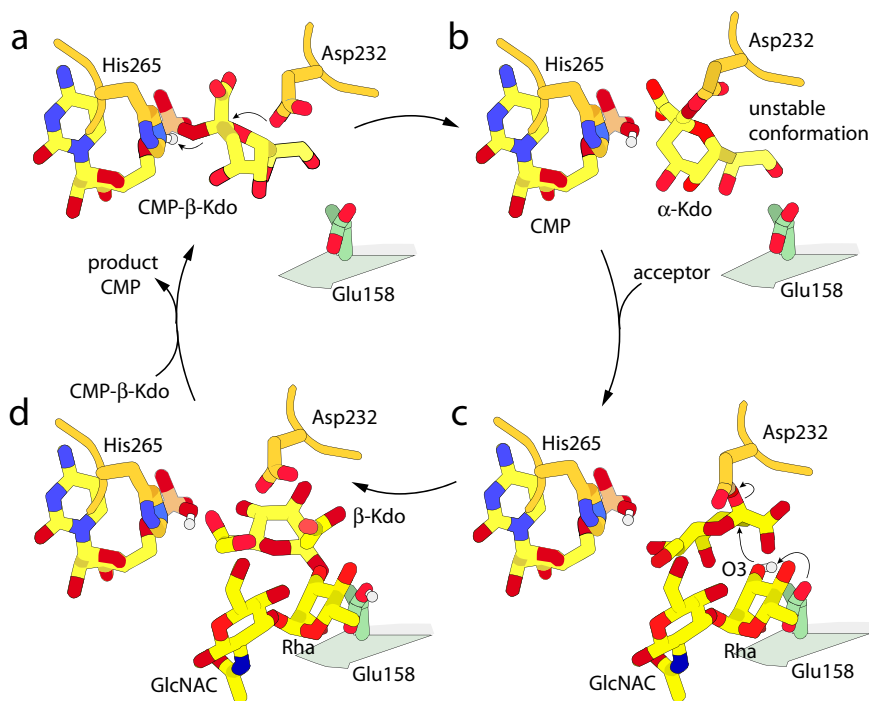 a
His265
Asp232
CMP-β-Kdo
Glu158
b
His265
Asp232
unstable
conformation
CMP
α-Kdo
Glu158
product
CMP
acceptor
CMP-β-Kdo
d
His265
Asp232
β-Kdo
Rha
GlcNAC
Glu158
c
His265
Asp232
O3
Rha
GlcNAC
Glu158